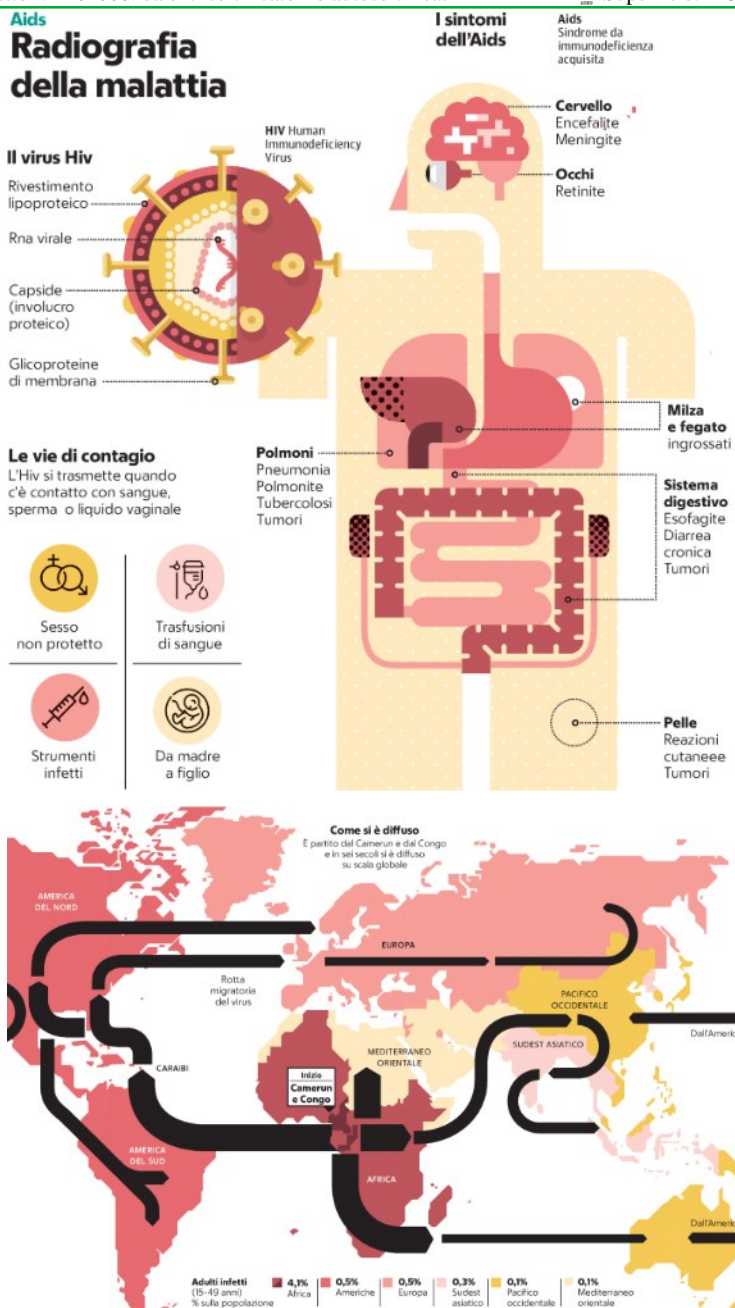 Aids
Radiografia
della malattia
I sintomi
dell'Aids
Aids
Sindrome da
immunodeficienza
acquisita
HIV Human
Immunodeficiency
Virus
Il virus Hiv
Rivestimento
lipoproteico
Rna virale
Capside
(involucro
proteico)
Glicoproteine
di membrana
Cervello
Encefalite
Meningite
Occhi
Retinite
Milza
e fegato
ingrossati
Polmoni
Pneumonia
Polmonite
Tubercolosi
Tumori
Sistema
digestivo
Esofagite
Diarrea
cronica
Tumori
Pelle
Reazioni
cutaneee
Tumori
Le vie di contagio
L'Hiv si trasmette quando
c'è contatto con sangue,
sperma o liquido vaginale
Sesso
non protetto
Trasfusioni
di sangue
Strumenti
infetti
Da madre
a figlio
Come si è diffuso
È partito dal Camerun e dal Congo
e in sei secoli si è diffuso
su scala globale
AMERICA
DEL NORD
EUROPA
Rotta
migratoria
del virus
PACIFICO
OCCIDENTALE
SUDEST ASIATICO
MEDITERRANEO
ORIENTALE
CARAIBI
Inizio
Camerun
e Congo
AMERICA
DEL SUD
AFRICA
Dall'Americ
Dall'Americ
Adulti infetti
(15-49 anni)
% sulla popolazione
4,1%
Africa
0,5%
Americhe
0,5%
Europa
0,3%
Sudest
asiatico
0,1%
Pacifico
occidentale
0,1%
Mediterraneo
orientale